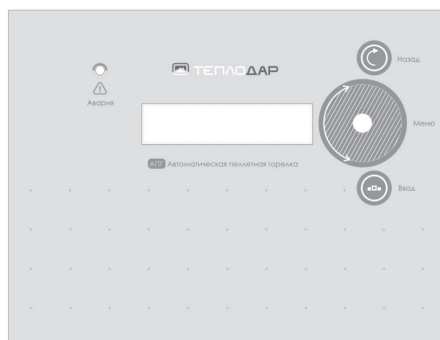 ТЕПЛОДАР
Назад
Авария
Меню
АПГ Автоматическая пеллетная горелка
Ввод